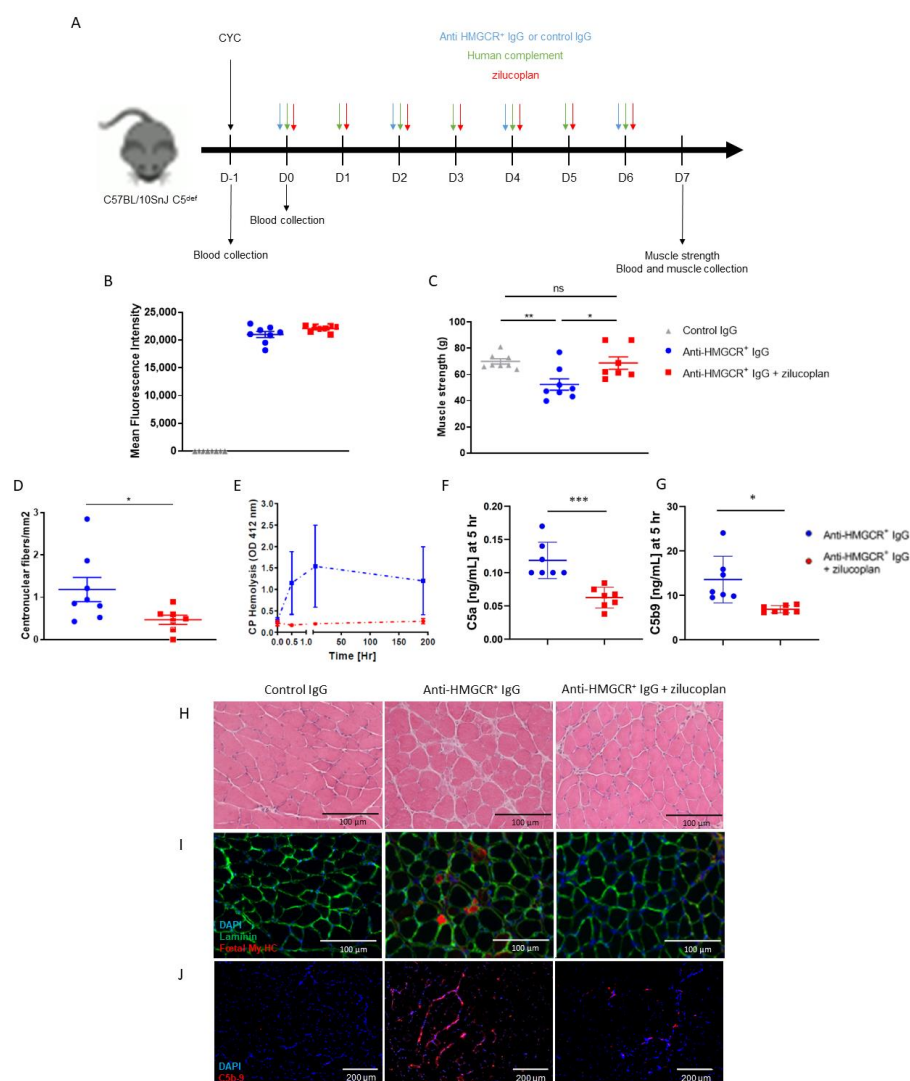 A
CYC
Anti HMGCR⁺ IgG or control IgG
Human complement
zilucoplan
C57BL/10SnJ C5ᵈᵉᶠ
D-1 D0 D1 D2 D3 D4 D5 D6 D7
Blood collection
Blood collection
Muscle strength
Blood and muscle collection
B
Mean Fluorescence Intensity
25,000
20,000
15,000
10,000
5,000
0
C
ns
** *
Muscle strength (g)
100
80
60
40
20
0
Control IgG
Anti-HMGCR⁺ IgG
Anti-HMGCR⁺ IgG + zilucoplan
D
*
Centronuclear fibers/mm2
3
2
1
0
E
CP Hemolysis (OD 412 nm)
3.0
2.5
2.0
1.5
1.0
0.5
0.0
0.0 0.5 1.0 50 100 150 200
Time [Hr]
F
***
C5a [ng/mL] at 5 hr
0.20
0.15
0.10
0.05
0.00
G
*
C5b9 [ng/mL] at 5 hr
30
20
10
0
Anti-HMGCR⁺ IgG
Anti-HMGCR⁺ IgG
+ zilucoplan
Control IgG Anti-HMGCR⁺ IgG Anti-HMGCR⁺ IgG + zilucoplan
H
100 µm 100 µm 100 µm
I
DAPI
Laminin
Foetal My HC
100 µm 100 µm 100 µm
J
DAPI
C5b-9
200 µm 200 µm 200 µm